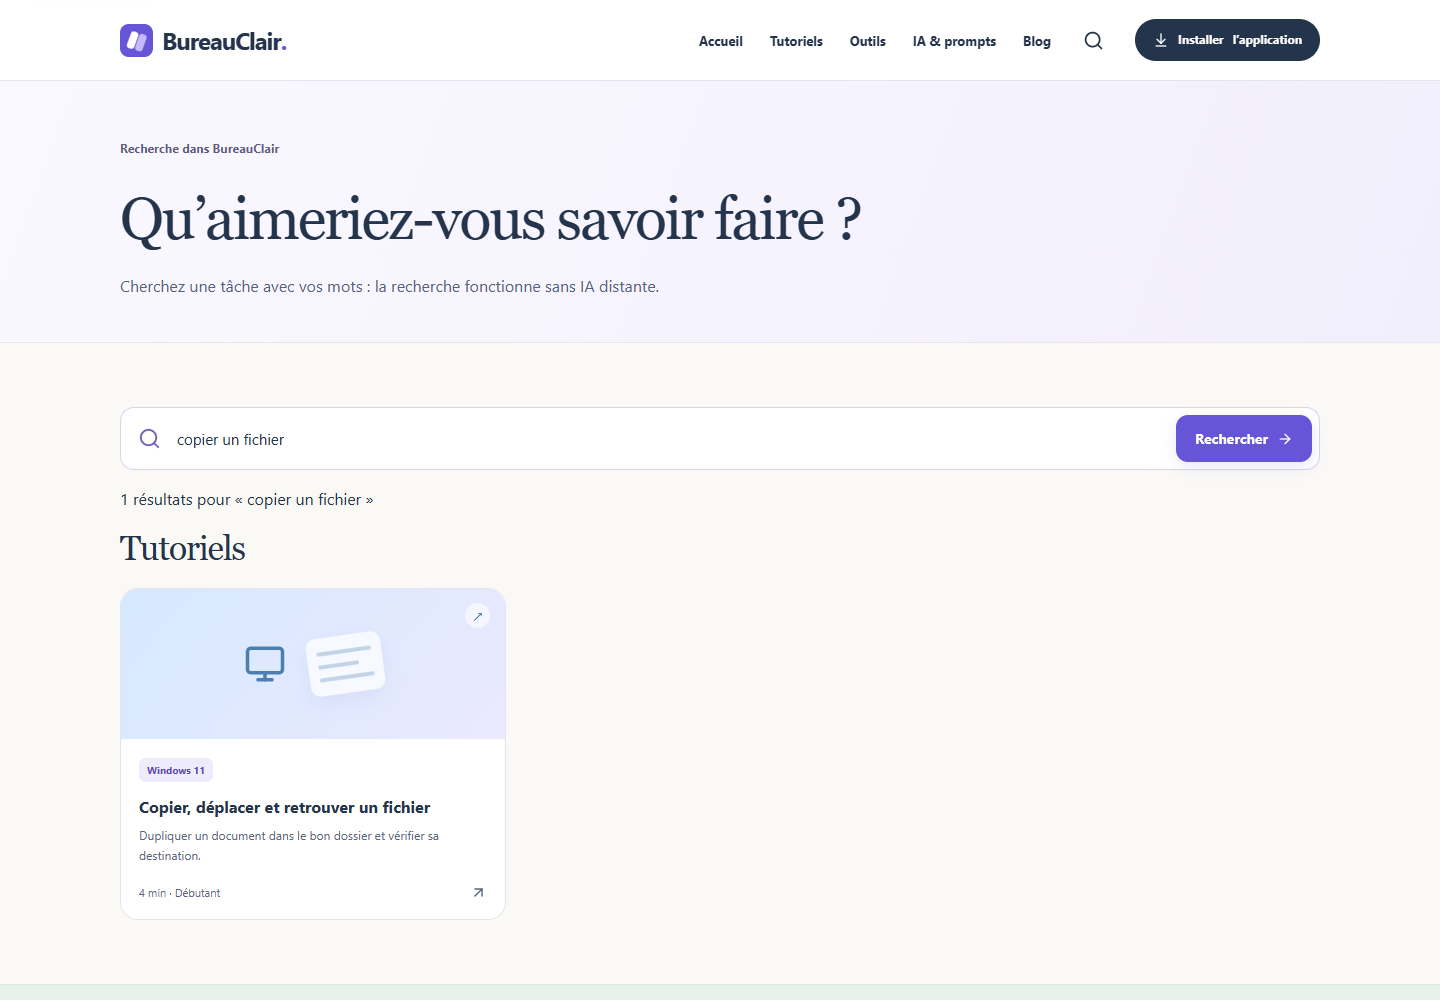 BureauClair.
Accueil
Tutoriels
Outils
IA & prompts
Blog
Installer l’application
Recherche dans BureauClair
Qu’aimeriez-vous savoir faire ?
Cherchez une tâche avec vos mots : la recherche fonctionne sans IA distante.
copier un fichier
Rechercher
1 résultats pour « copier un fichier »
Tutoriels
Windows 11
Copier, déplacer et retrouver un fichier
Dupliquer un document dans le bon dossier et vérifier sa
destination.
4 min · Débutant